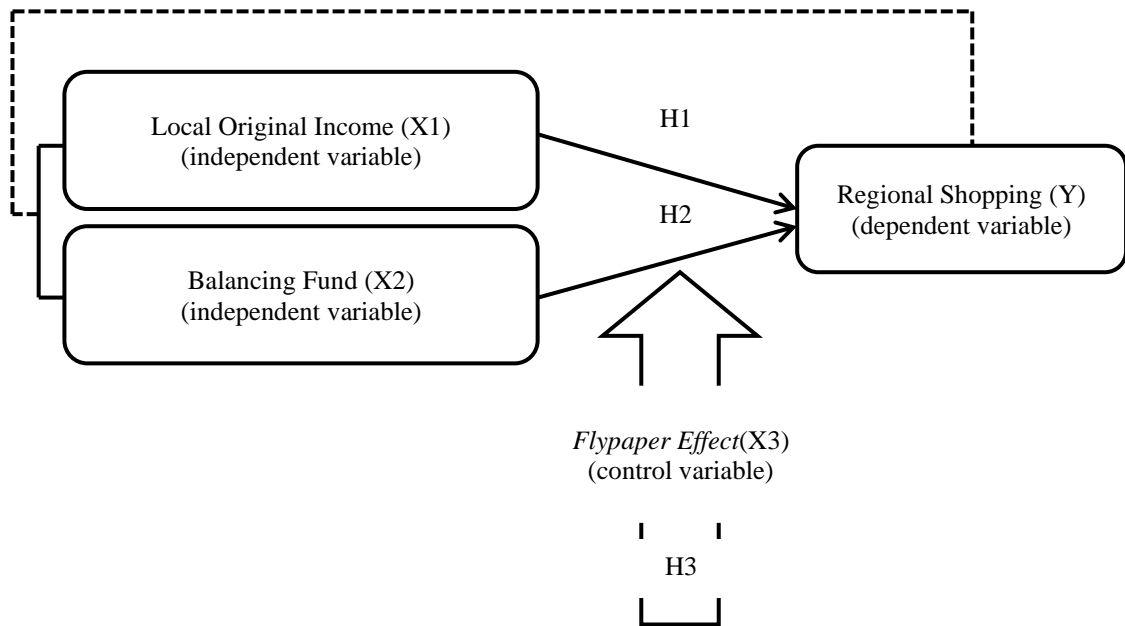 Local Original Income (X1)
(independent variable)
H1
Regional Shopping (Y)
(dependent variable)
H2
Balancing Fund (X2)
(independent variable)
Flypaper Effect(X3)
(control variable)
H3